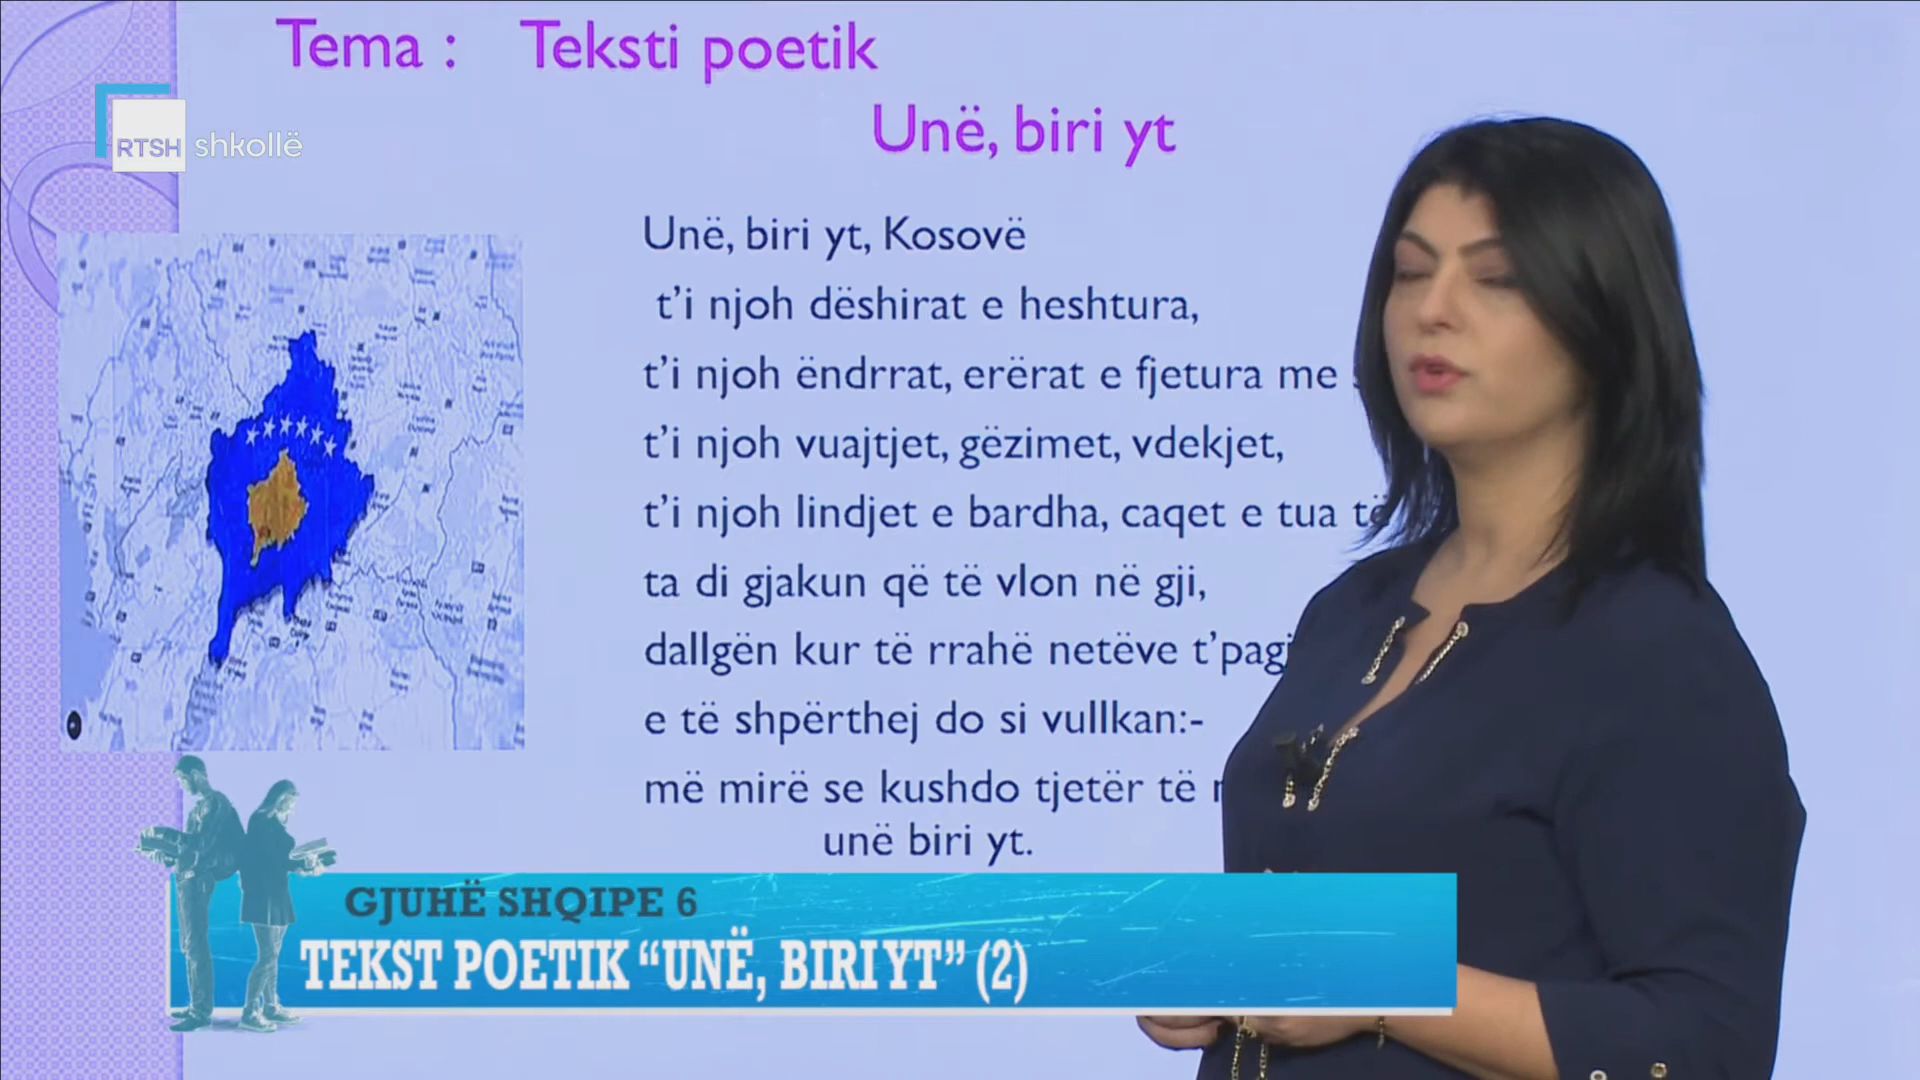 Tema : Teksti poetik
Unë, biri yt
RTSH shkollë
Unë, biri yt, Kosovë
t'i njoh dëshirat e heshtura,
t'i njoh ëndrrat, erërat e fjetura me
t'i njoh vuajtjet, gëzimet, vdekjet,
t'i njoh lindjet e bardha, caqet e tua
ta di gjakun që të vlon në gji,
dallgën kur të rrahë netëve
e të shpërthej do si vullkan:-
më mirë se kushdo tjetër të
unë biri yt.
GJUHË SHQIPE 6
TEKST POETIK “UNË, BIRI YT” (2)